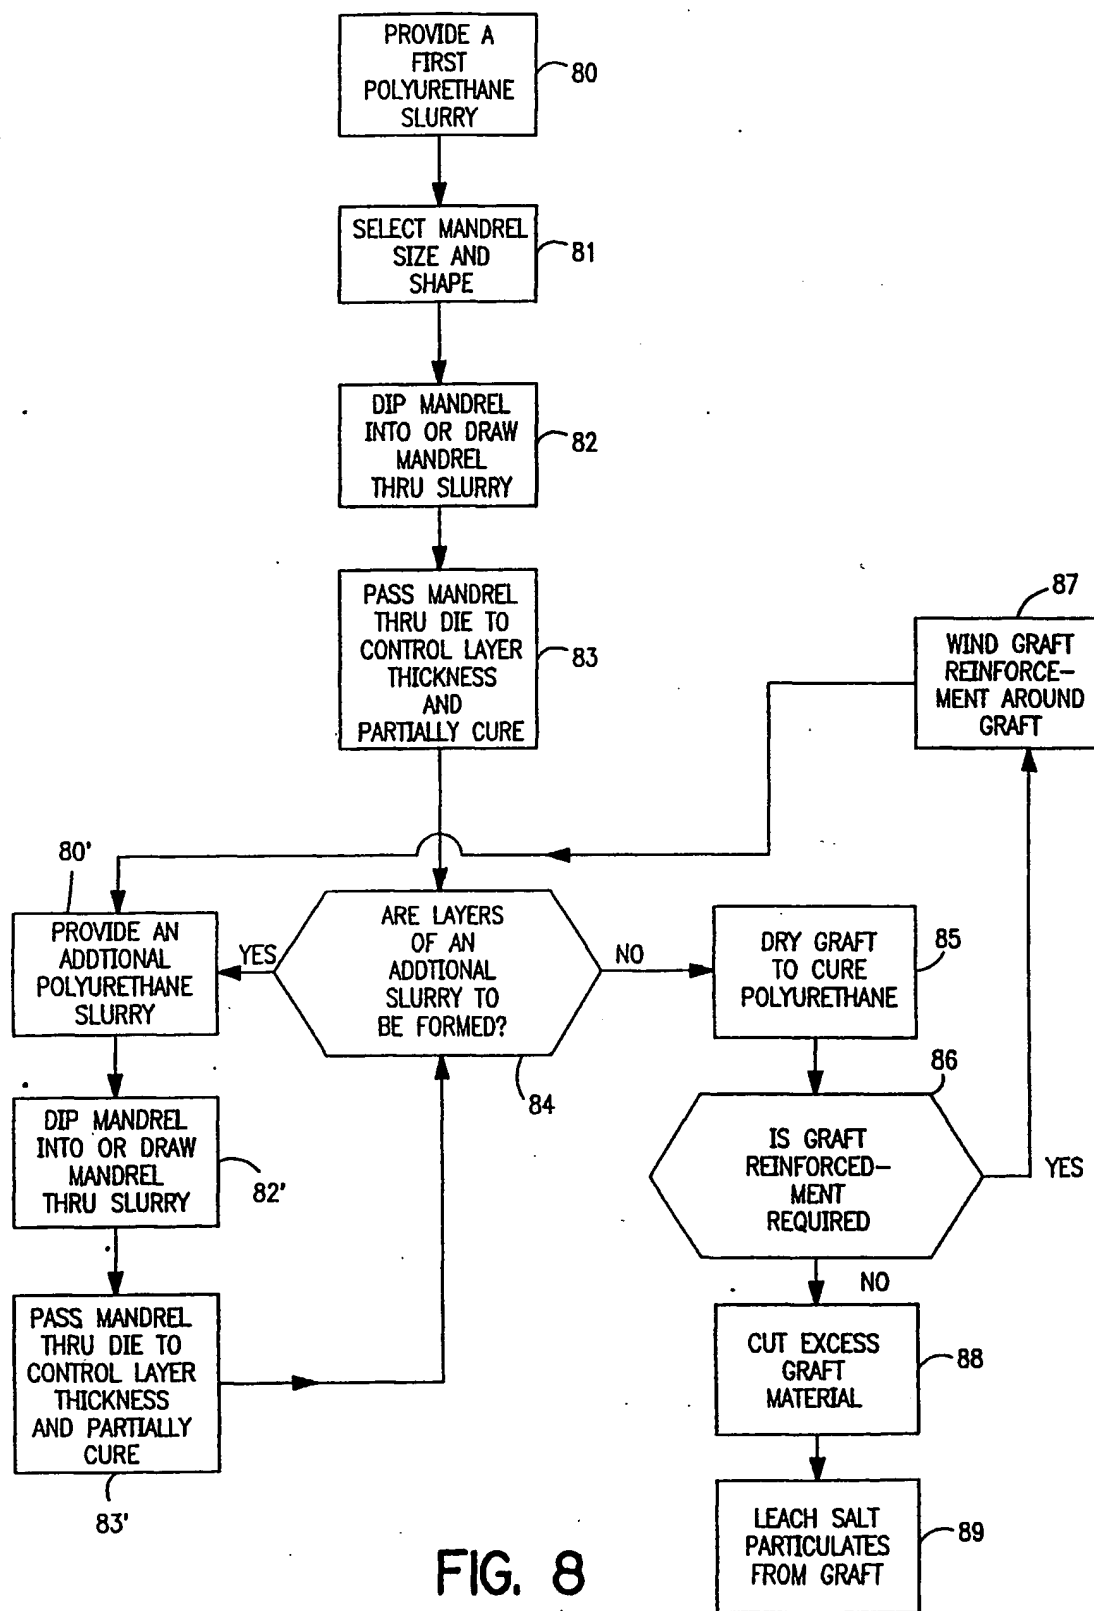 PROVIDE A
FIRST
POLYURETHANE
SLURRY
80
SELECT MANDREL
SIZE AND
SHAPE
81
DIP MANDREL
INTO OR DRAW
MANDREL
THRU SLURRY
82
PASS MANDREL
THRU DIE TO
CONTROL LAYER
THICKNESS
AND
PARTIALLY CURE
83
87
WIND GRAFT
REINFORCE-
MENT AROUND
GRAFT
80'
PROVIDE AN
ADDTIONAL
POLYURETHANE
SLURRY
YES
ARE LAYERS
OF AN
ADDTIONAL
SLURRY TO
BE FORMED?
84
NO
DRY GRAFT
TO CURE
POLYURETHANE
85
DIP MANDREL
INTO OR DRAW
MANDREL
THRU SLURRY
82'
86
IS GRAFT
REINFORCED-
MENT
REQUIRED
YES
NO
PASS MANDREL
THRU DIE TO
CONTROL LAYER
THICKNESS
AND PARTIALLY
CURE
83'
CUT EXCESS
GRAFT
MATERIAL
88
LEACH SALT
PARTICULATES
FROM GRAFT
89
FIG. 8